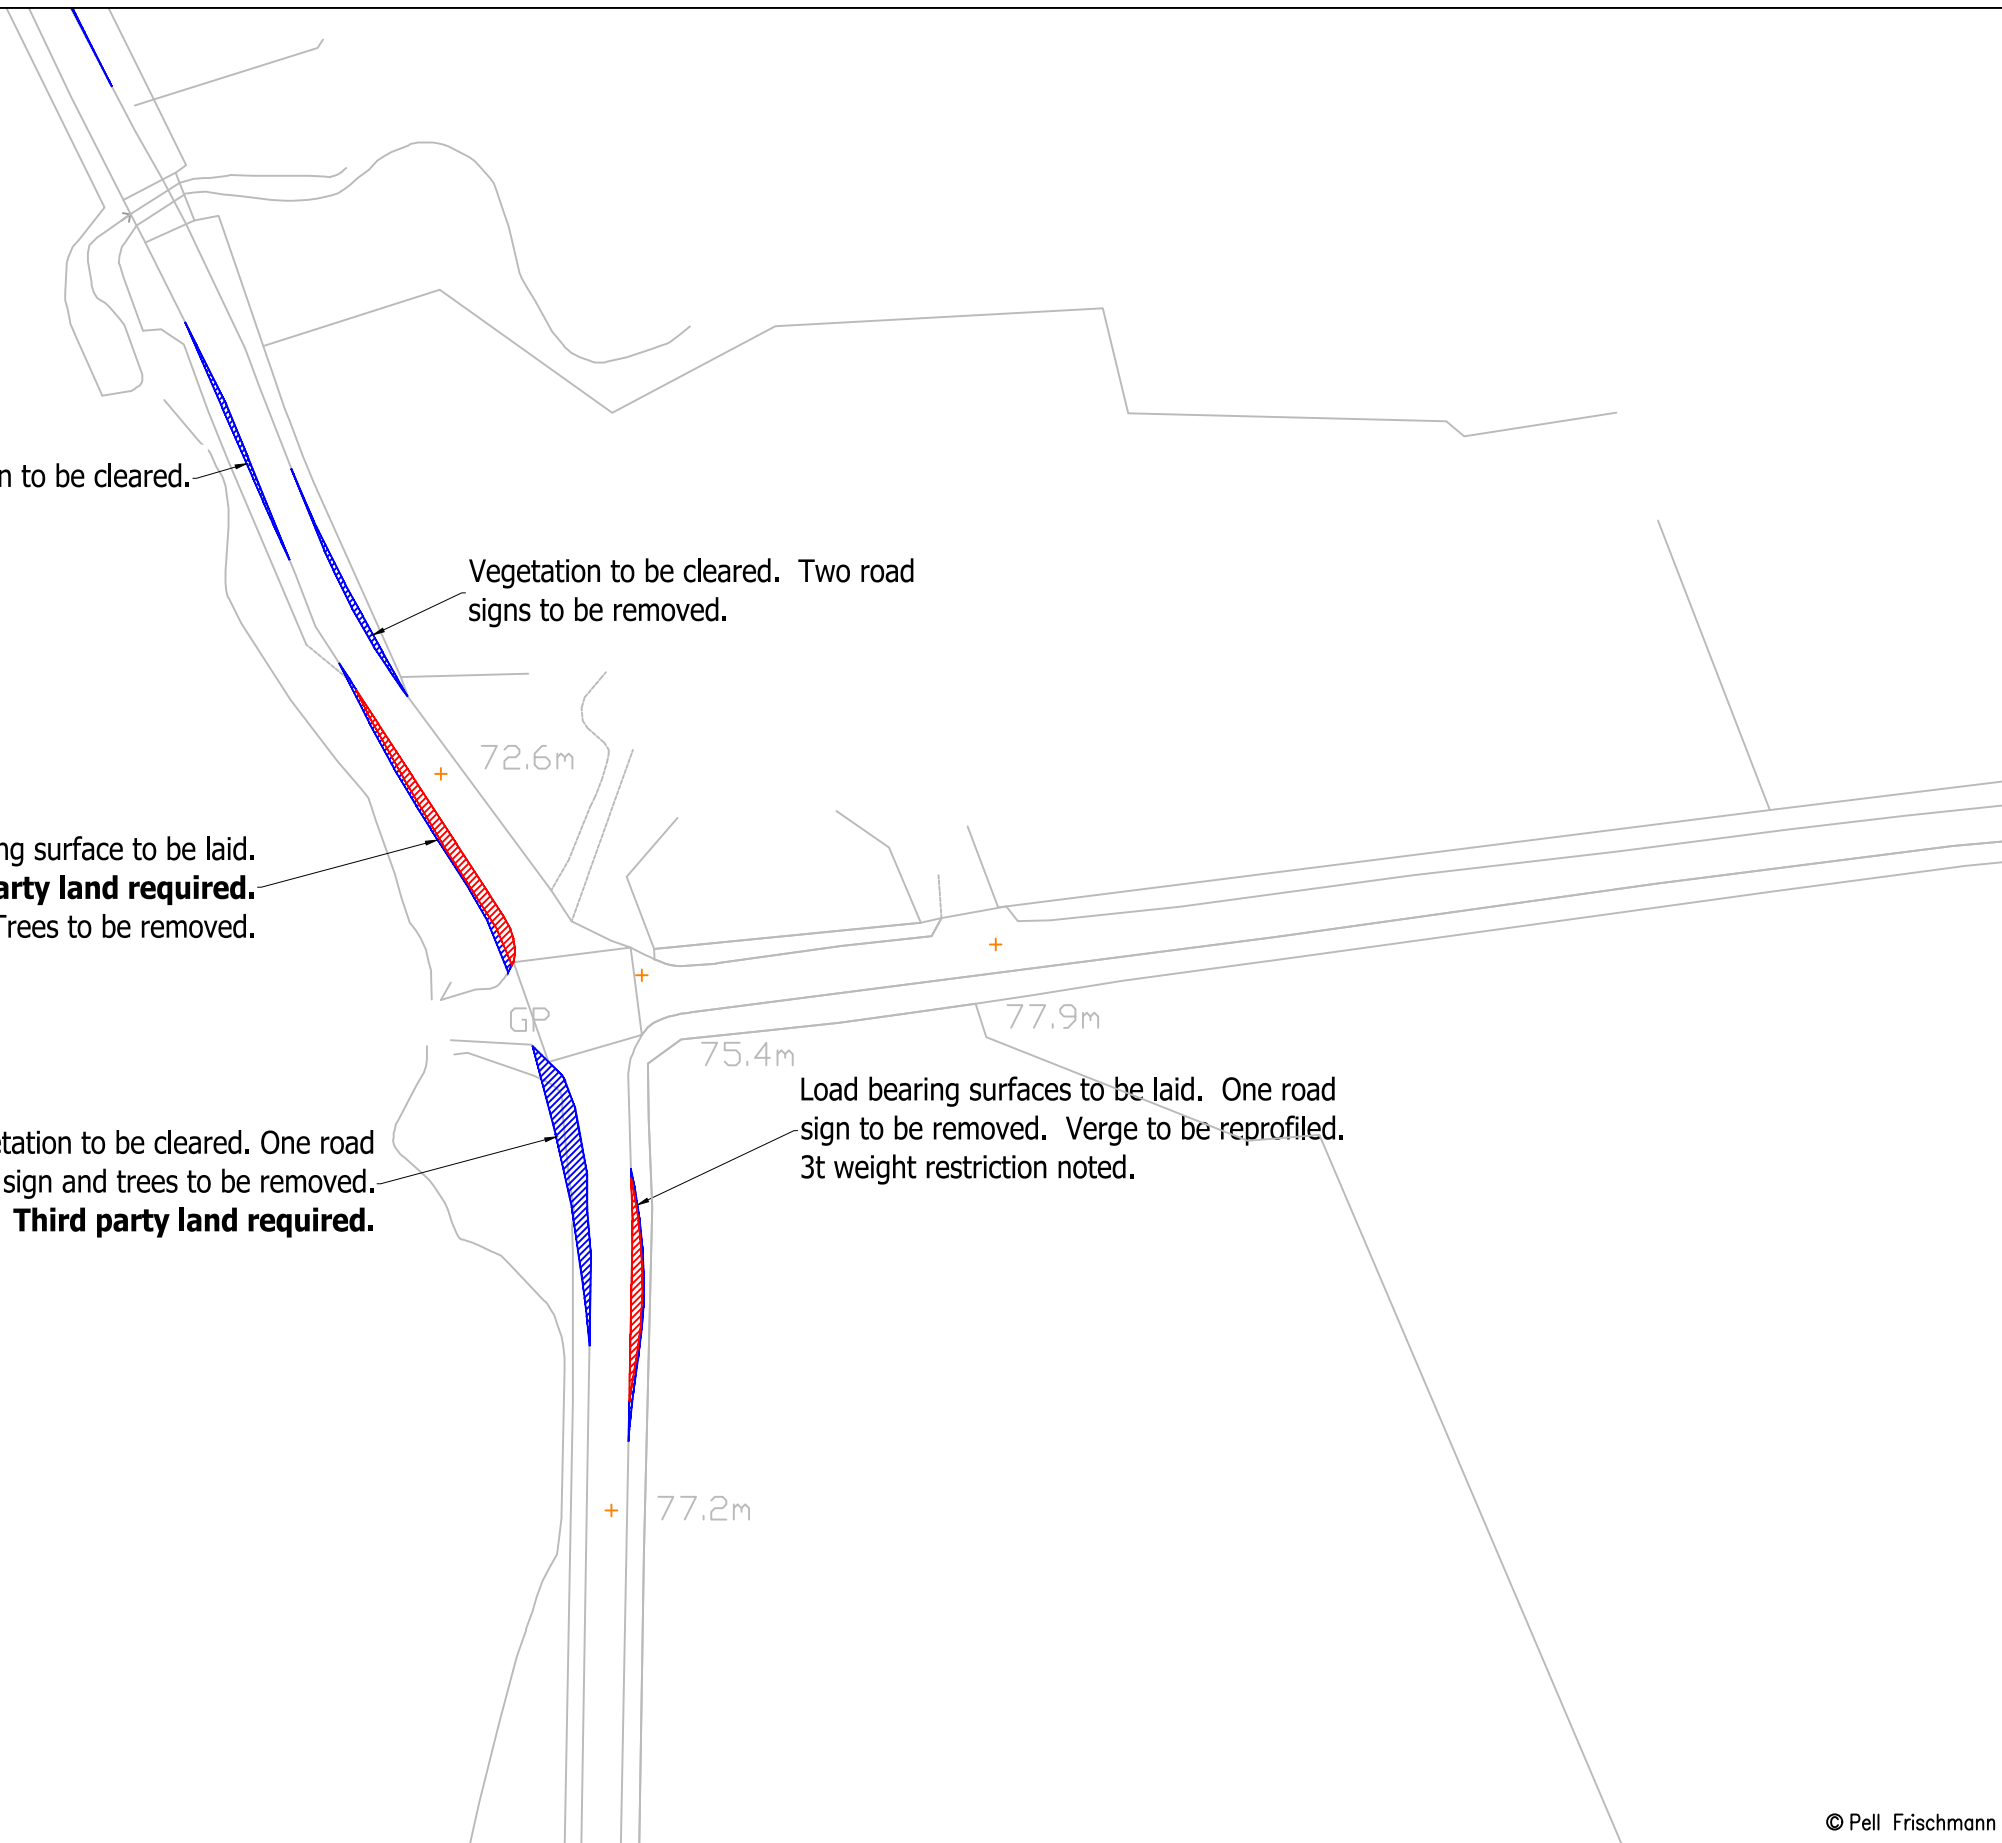 to be cleared.
Vegetation to be cleared. Two road
signs to be removed.
72.6m
surface to be laid.
land required.
Trees to be removed.
GP
77.9m
75.4m
Load bearing surfaces to be laid. One road
sign to be removed. Verge to be reprofiled.
3t weight restriction noted.
to be cleared. One road
sign and trees to be removed.
Third party land required.
77.2m
© Pell Frischmann